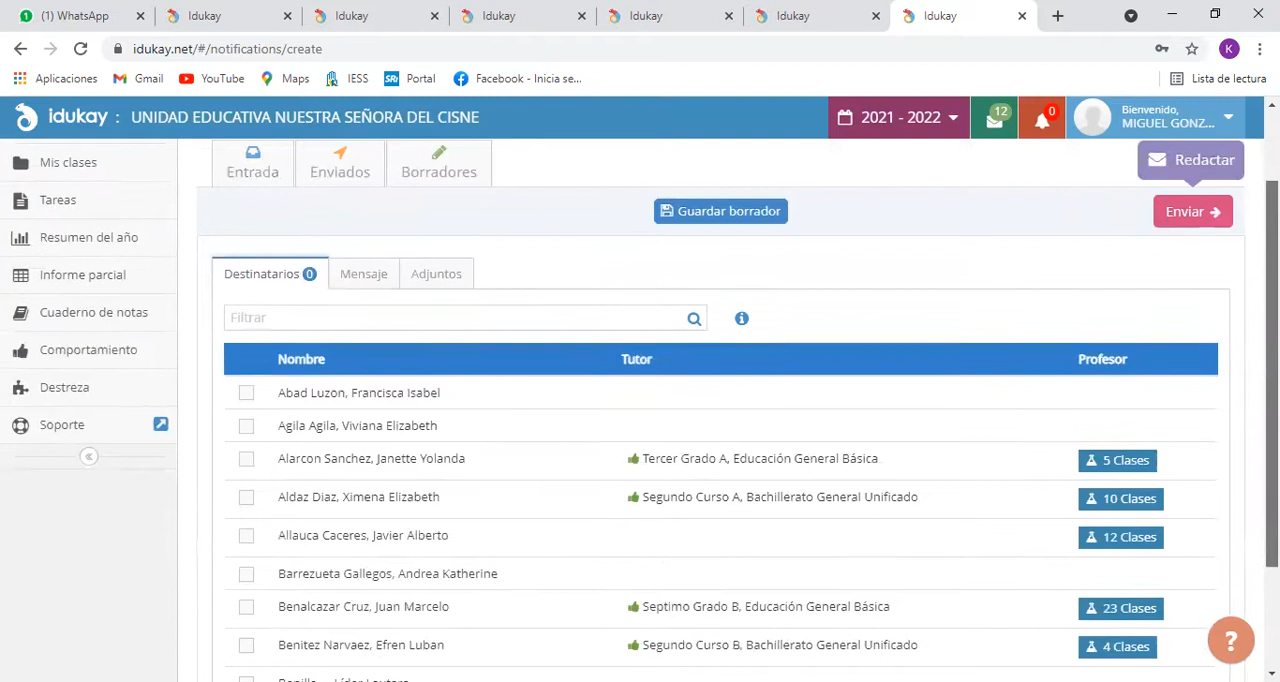 (1) WhatsApp
Idukay
Idukay
Idukay
Idukay
Idukay
Idukay
idukay.net/#/notifications/create
K
Aplicaciones
Gmail
YouTube
Maps
IESS
SRI Portal
Facebook - Inicia se...
Lista de lectura
idukay : UNIDAD EDUCATIVA NUESTRA SEÑORA DEL CISNE
2021 - 2022
12
0
Bienvenido,
MIGUEL GONZ...
Mis clases
Tareas
Resumen del año
Informe parcial
Cuaderno de notas
Comportamiento
Destreza
Soporte
Entrada
Enviados
Borradores
Redactar
Guardar borrador
Enviar
Destinatarios 0
Mensaje
Adjuntos
Filtrar
Nombre Tutor Profesor
Abad Luzon, Francisca Isabel
Agila Agila, Viviana Elizabeth
Alarcon Sanchez, Janette Yolanda Tercer Grado A, Educación General Básica 5 Clases
Aldaz Diaz, Ximena Elizabeth Segundo Curso A, Bachillerato General Unificado 10 Clases
Allauca Caceres, Javier Alberto 12 Clases
Barrezueta Gallegos, Andrea Katherine
Benalcazar Cruz, Juan Marcelo Septimo Grado B, Educación General Básica 23 Clases
Benitez Narvaez, Efren Luban Segundo Curso B, Bachillerato General Unificado 4 Clases
?